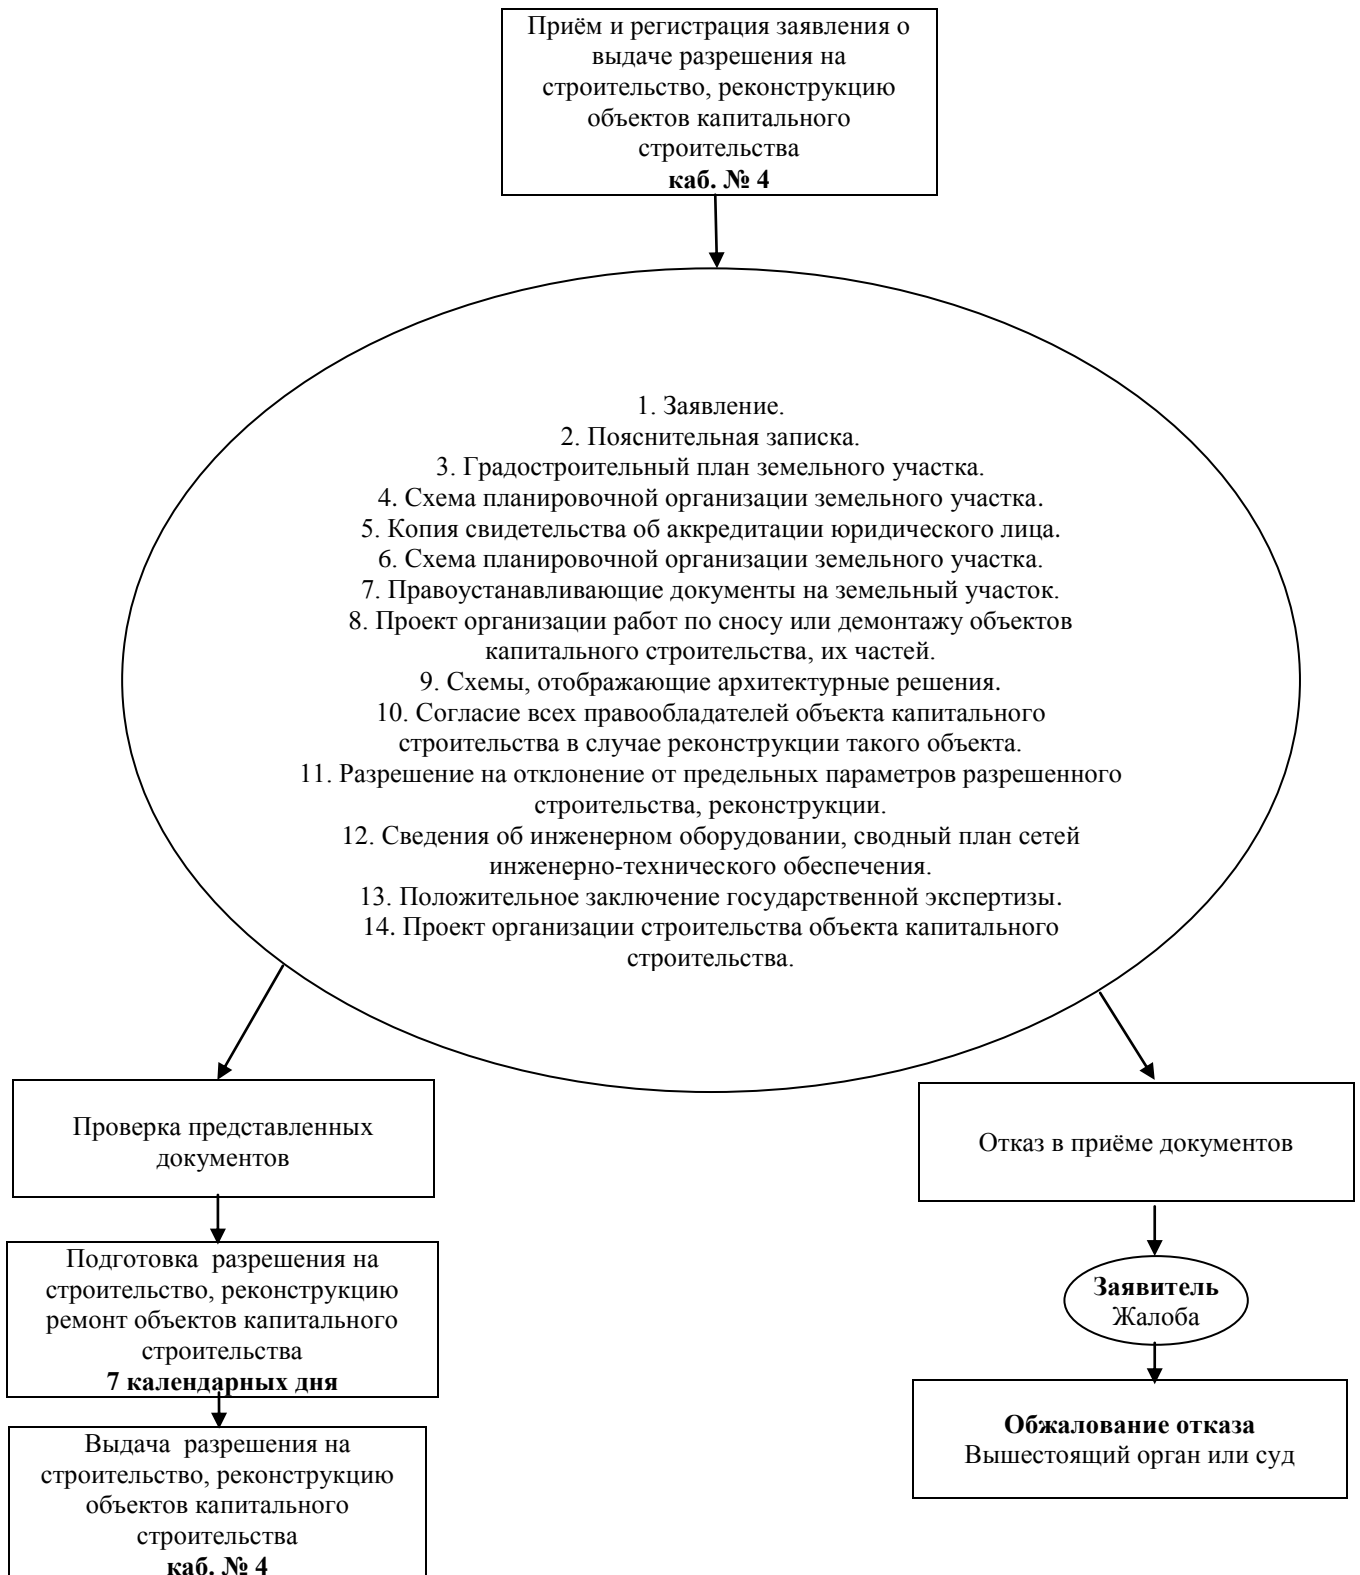 Приём и регистрация заявления о
выдаче разрешения на
строительство, реконструкцию
объектов капитального
строительства
каб. № 4
1. Заявление.
2. Пояснительная записка.
3. Градостроительный план земельного участка.
4. Схема планировочной организации земельного участка.
5. Копия свидетельства об аккредитации юридического лица.
6. Схема планировочной организации земельного участка.
7. Правоустанавливающие документы на земельный участок.
8. Проект организации работ по сносу или демонтажу объектов
капитального строительства, их частей.
9. Схемы, отображающие архитектурные решения.
10. Согласие всех правообладателей объекта капитального
строительства в случае реконструкции такого объекта.
11. Разрешение на отклонение от предельных параметров разрешенного
строительства, реконструкции.
12. Сведения об инженерном оборудовании, сводный план сетей
инженерно-технического обеспечения.
13. Положительное заключение государственной экспертизы.
14. Проект организации строительства объекта капитального
строительства.
Проверка представленных
документов
Подготовка разрешения на
строительство, реконструкцию
ремонт объектов капитального
строительства
7 календарных дня
Выдача разрешения на
строительство, реконструкцию
объектов капитального
строительства
каб. № 4
Отказ в приёме документов
Заявитель
Жалоба
Обжалование отказа
Вышестоящий орган или суд